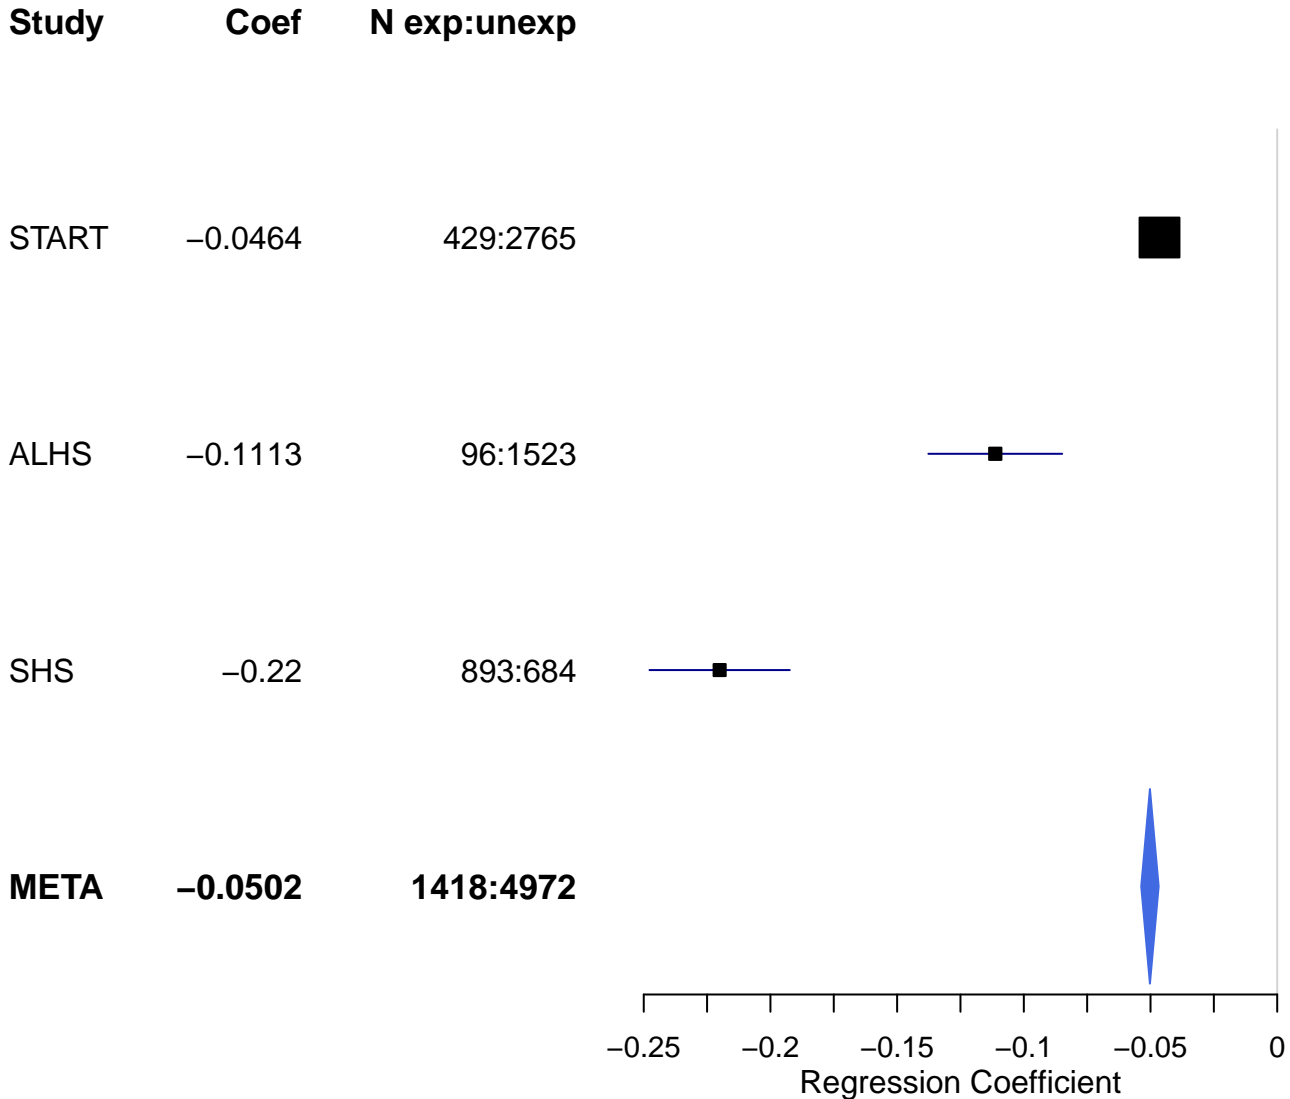 Study Coef N exp:unexp
START −0.0464 429:2765
ALHS −0.1113 96:1523
SHS −0.22 893:684
META −0.0502 1418:4972
−0.25 −0.2 −0.15 −0.1 −0.05 0
Regression Coefficient